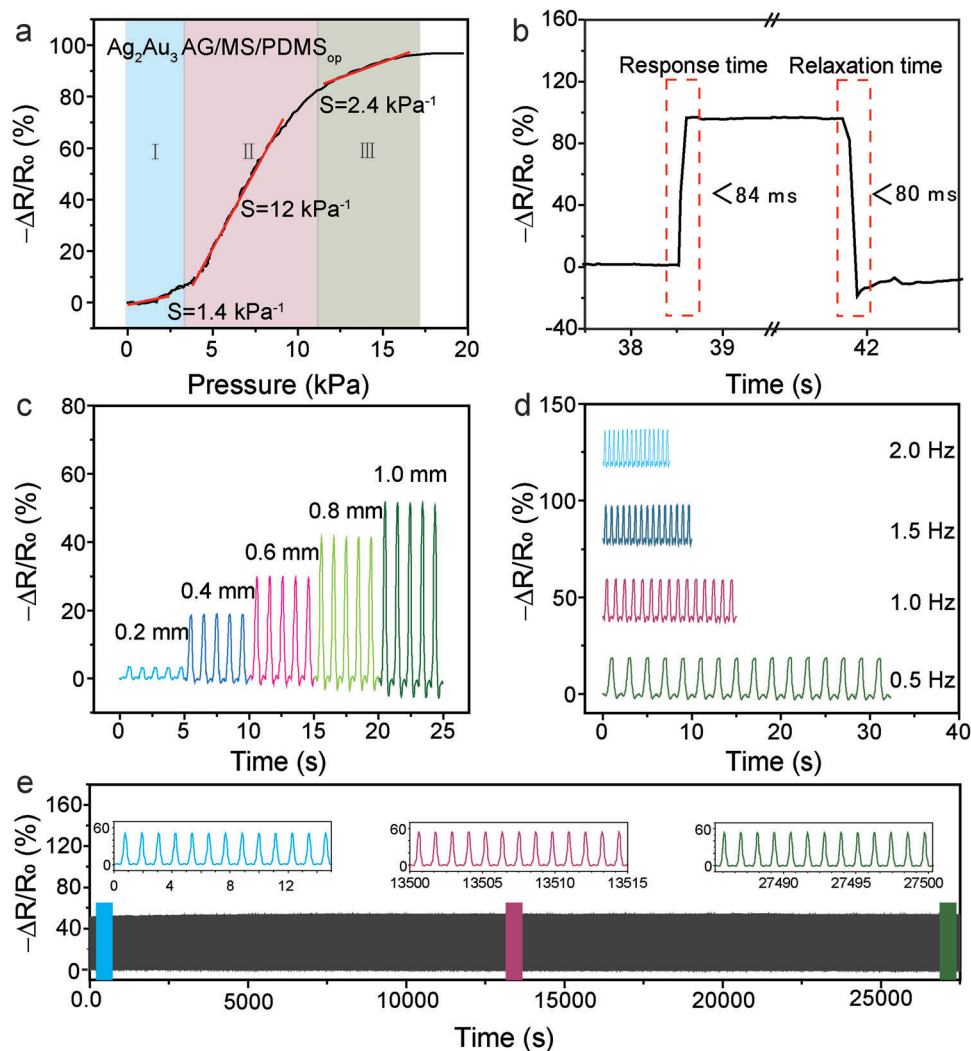 a
Ag₂Au₃ AG/MS/PDMSop
−ΔR/R₀ (%)
100
80
60
40
20
0
I
II
III
S=2.4 kPa⁻¹
S=12 kPa⁻¹
S=1.4 kPa⁻¹
0
5
10
15
20
Pressure (kPa)
b
−ΔR/R₀ (%)
160
120
80
40
0
-40
Response time
Relaxation time
<84 ms
<80 ms
38
39
42
Time (s)
c
−ΔR/R₀ (%)
80
60
40
20
0
0.2 mm
0.4 mm
0.6 mm
0.8 mm
1.0 mm
0
5
10
15
20
25
Time (s)
d
−ΔR/R₀ (%)
150
100
50
0
2.0 Hz
1.5 Hz
1.0 Hz
0.5 Hz
0
10
20
30
40
Time (s)
e
−ΔR/R₀ (%)
160
120
80
40
0
60
0
0
4
8
12
60
0
13500
13505
13510
13515
60
0
27490
27495
27500
0.0
5000
10000
15000
20000
25000
Time (s)